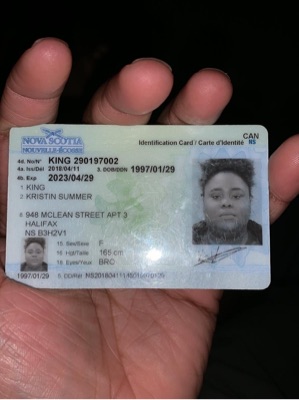 NOVA SCOTIA
NOUVELLE-ÉCOSSE
Identification Card / Carte d'Identité
CAN
NS
4d. No/N° KING 290197002
4a. Iss/Dél 2018/04/11 3. DOB/DDN 1997/01/29
4b. Exp 2023/04/29
1 KING
2 KRISTIN SUMMER
8 948 MCLEAN STREET APT 3
HALIFAX
NS B3H2V1
15. Sex/Sexe F
16. Hgt/Taille 165 cm
18. Eyes/Yeux BRO
1997/01/29
5. DD/Réf